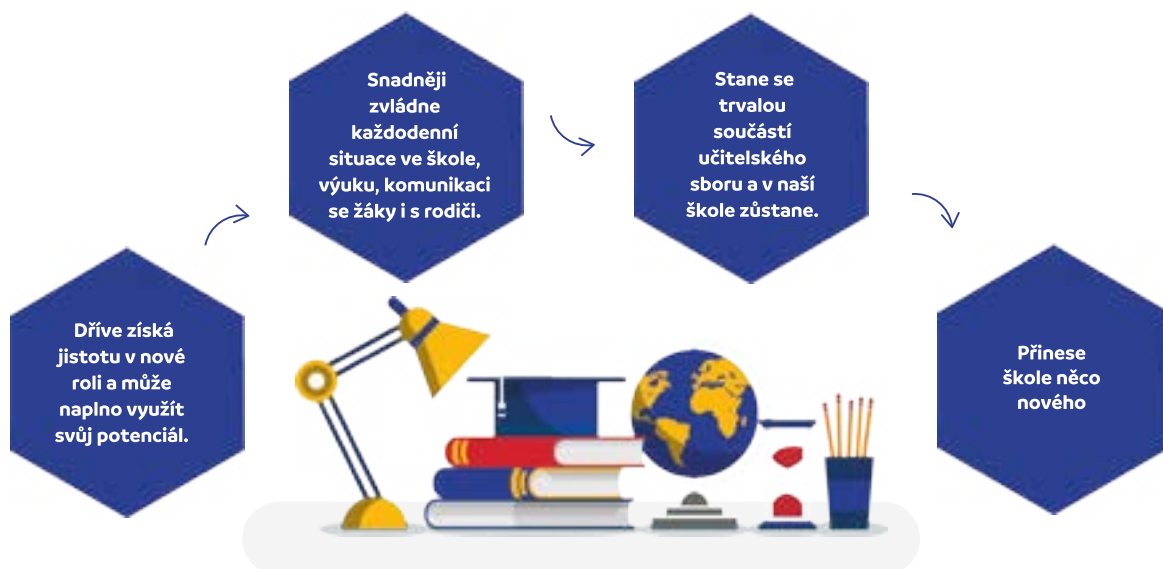 Dříve získá
jistotu v nové
roli a může
naplno využít
svůj potenciál.
Snadněji
zvládne
každodenní
situace ve škole,
výuku, komunikaci
se žáky i s rodiči.
Stane se
trvalou
součástí
učitelského
sboru a v naší
škole zůstane.
Přinese
škole něco
nového